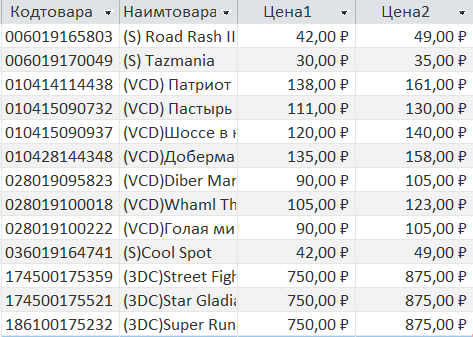 Кодтовара Наимтовара Цена1 Цена2
006019165803 (S) Road Rash II 42,00 ₽ 49,00 ₽
006019170049 (S) Tazmania 30,00 ₽ 35,00 ₽
010414114438 (VCD) Патриот 138,00 ₽ 161,00 ₽
010415090732 (VCD) Пастырь 111,00 ₽ 130,00 ₽
010415090937 (VCD)Шоссе в н 120,00 ₽ 140,00 ₽
010428144348 (VCD)Доберма 135,00 ₽ 158,00 ₽
028019095823 (VCD)Diber Mar 90,00 ₽ 105,00 ₽
028019100018 (VCD)Whaml Th 105,00 ₽ 123,00 ₽
028019100222 (VCD)Голая ми 90,00 ₽ 105,00 ₽
036019164741 (S)Cool Spot 42,00 ₽ 49,00 ₽
174500175359 (3DC)Street Figh 750,00 ₽ 875,00 ₽
174500175521 (3DC)Star Gladia 750,00 ₽ 875,00 ₽
186100175232 (3DC)Super Run 750,00 ₽ 875,00 ₽